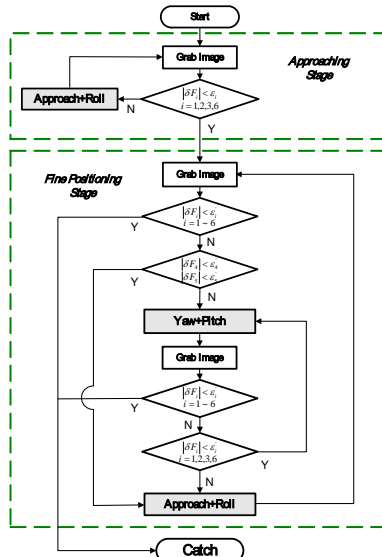 Start
Grab Image
Approaching
Stage
Approach+Roll
N
|δF_i| < ε_i
i = 1,2,3,6
Y
Fine Positioning
Stage
Grab Image
|δF_i| < ε_i
i = 1 ~ 6
Y
N
|δF_4| < ε_4
|δF_5| < ε_5
Y
N
Yaw+Pitch
Grab Image
|δF_i| < ε_i
i = 1 ~ 6
Y
N
|δF_i| < ε_i
i = 1,2,3,6
Y
N
Approach+Roll
Catch